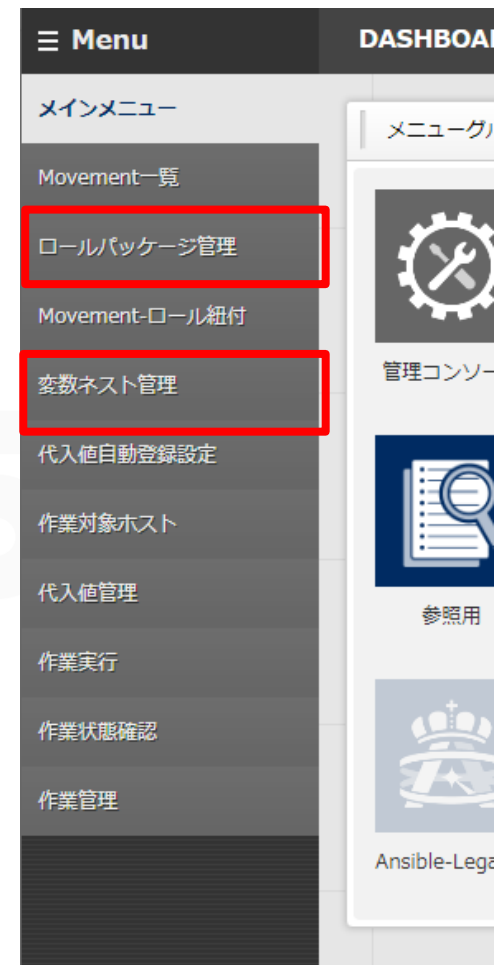 ☰ Menu
DASHBOA
メインメニュー
メニューグル
Movement一覧
ロールパッケージ管理
Movement-ロール紐付
変数ネスト管理
管理コンソー
代入値自動登録設定
作業対象ホスト
代入値管理
参照用
作業実行
作業状態確認
作業管理
Ansible-Lega